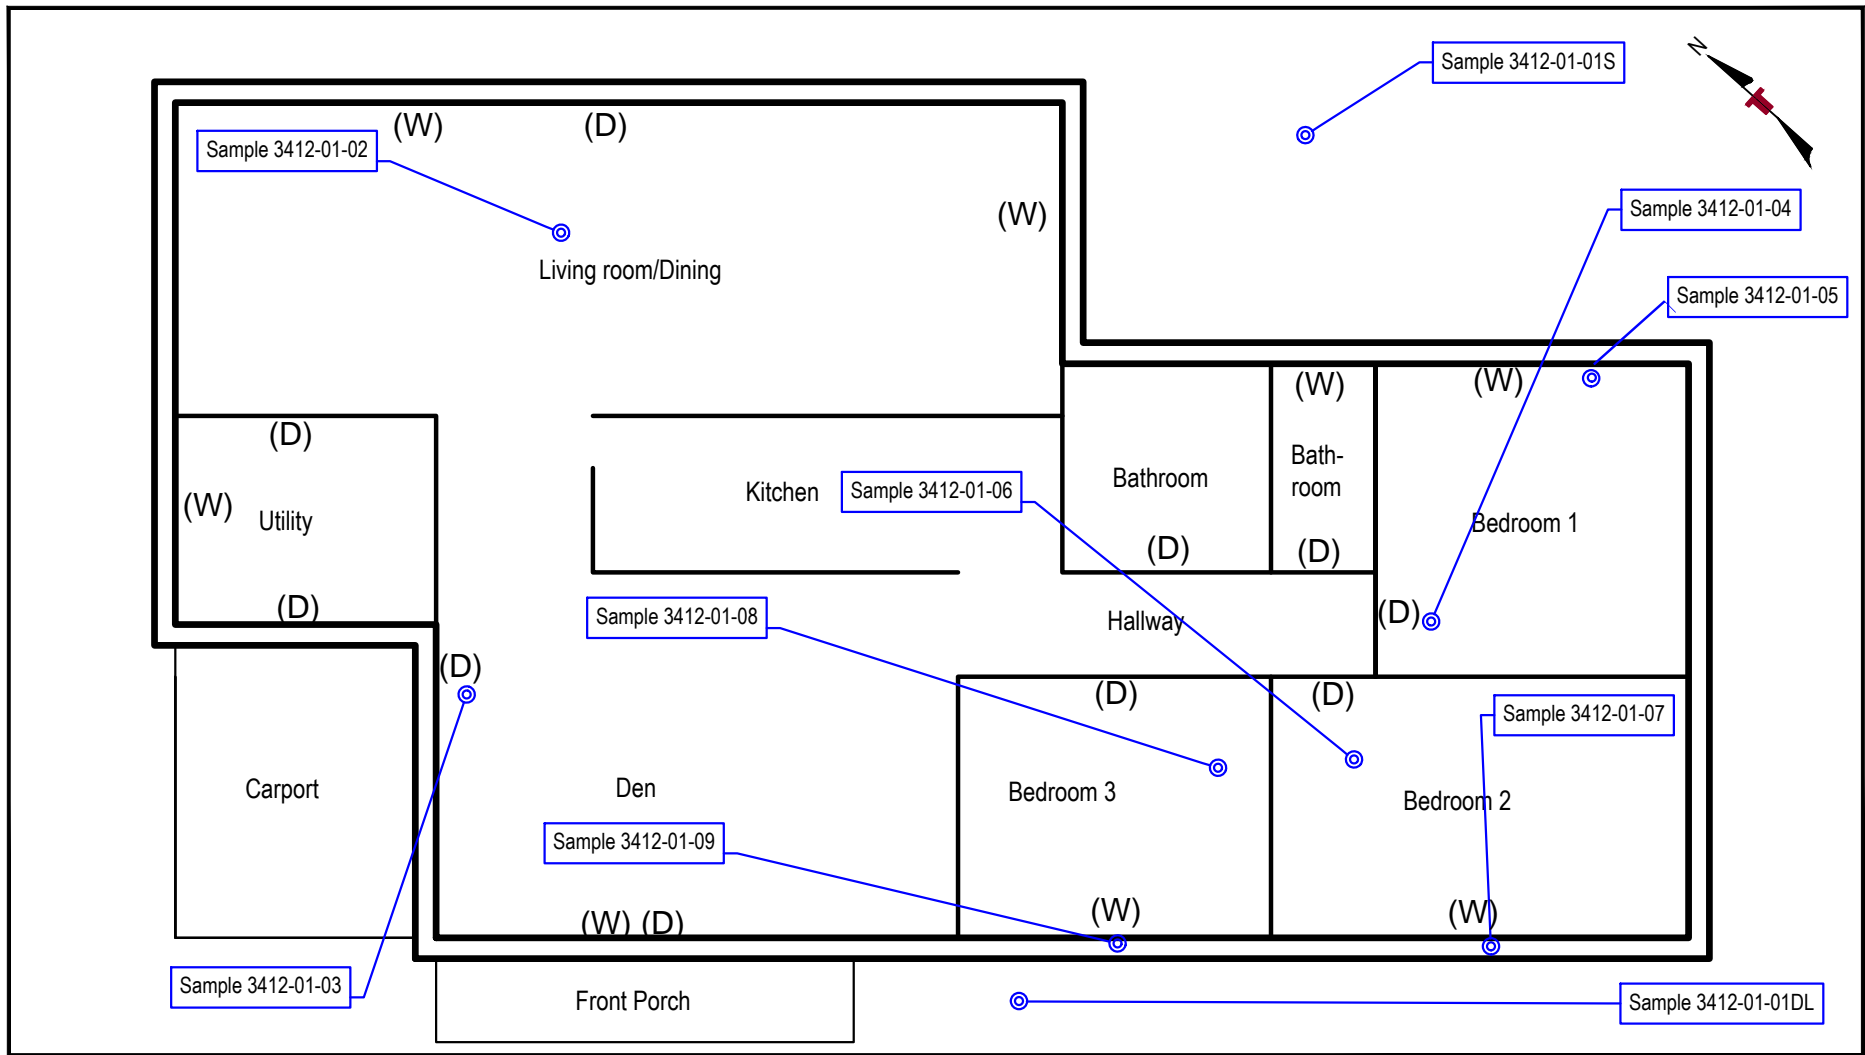 Sample 3412-01-01S
N
(W)
(D)
Sample 3412-01-02
(W)
Sample 3412-01-04
Living room/Dining
Sample 3412-01-05
(W)
(W)
(D)
Bath-
room
Bathroom
Kitchen
Sample 3412-01-06
(W)
Utility
Bedroom 1
(D)
(D)
(D)
Sample 3412-01-08
Hallway
(D)
(D)
(D)
(D)
Sample 3412-01-07
Carport
Den
Bedroom 3
Bedroom 2
Sample 3412-01-09
(W)
(D)
(W)
(W)
Sample 3412-01-03
Front Porch
Sample 3412-01-01DL